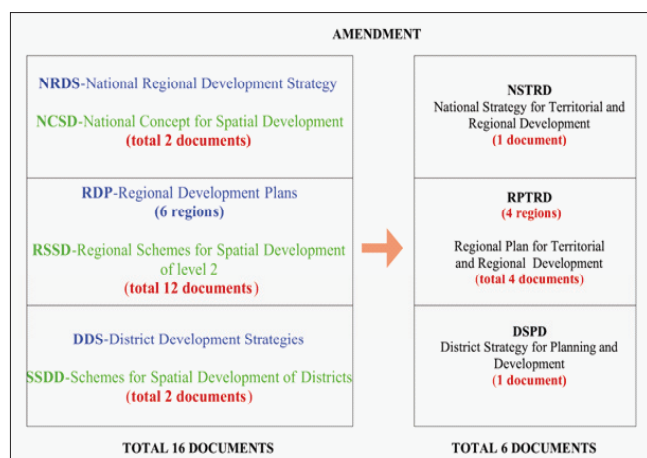 AMENDMENT
NRDS-National Regional Development Strategy
NCSD-National Concept for Spatial Development
(total 2 documents)
RDP-Regional Development Plans
(6 regions)
RSSD-Regional Schemes for Spatial Development
of level 2
(total 12 documents)
DDS-District Development Strategies
SSDD-Schemes for Spatial Development of Districts
(total 2 documents)
TOTAL 16 DOCUMENTS
NSTRD
National Strategy for Territorial and
Regional Development
(1 document)
RPTRD
(4 regions)
Regional Plan for Territorial
and Regional Development
(total 4 documents)
DSPD
District Strategy for Planning and
Development
(1 document)
TOTAL 6 DOCUMENTS